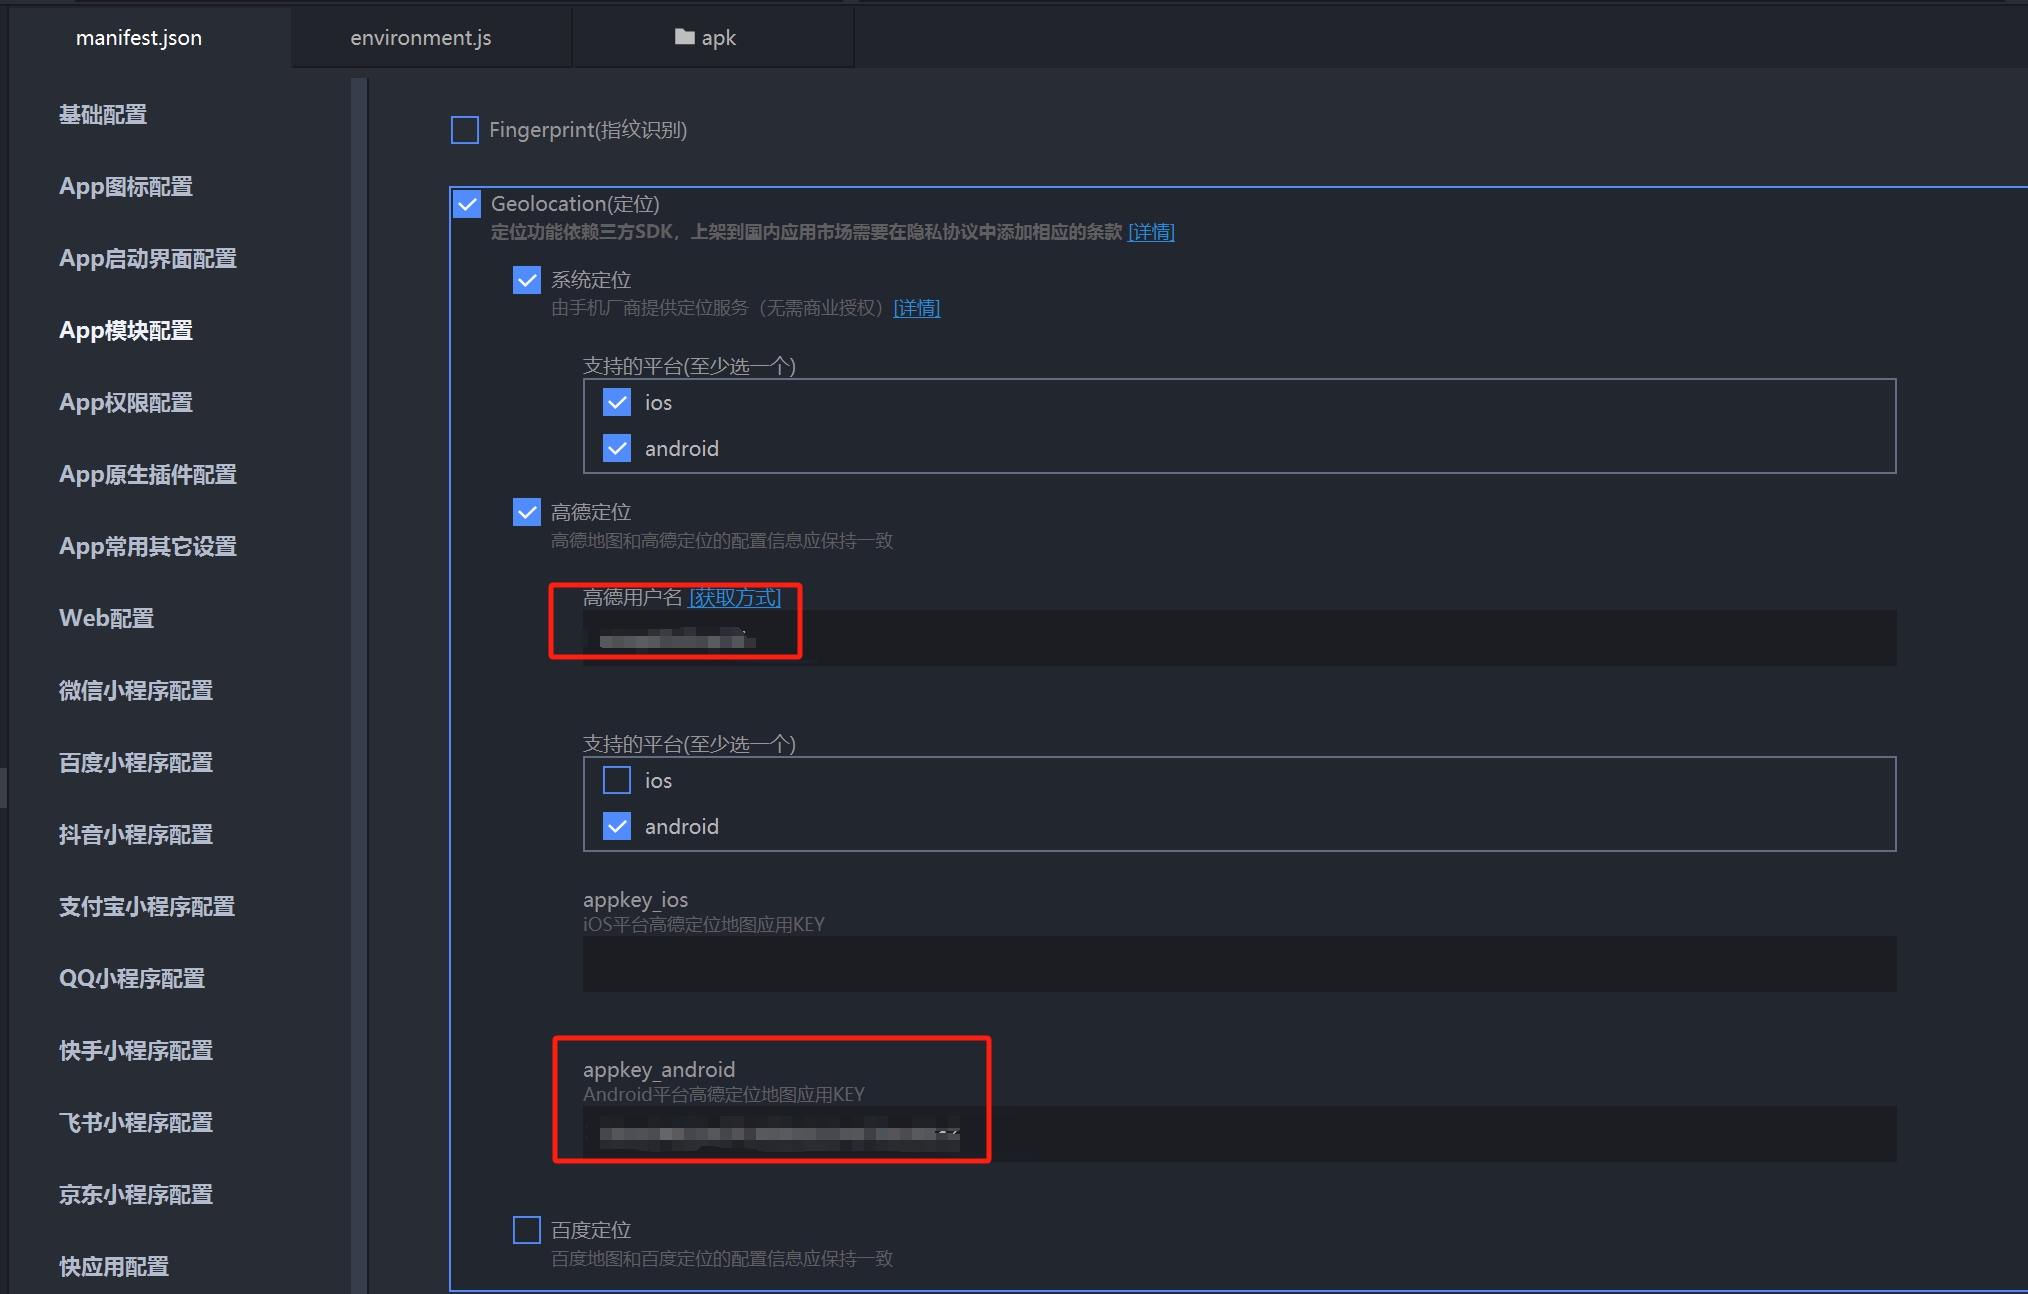 manifest.json
environment.js
apk
基础配置
App图标配置
App启动界面配置
App模块配置
App权限配置
App原生插件配置
App常用其它设置
Web配置
微信小程序配置
百度小程序配置
抖音小程序配置
支付宝小程序配置
QQ小程序配置
快手小程序配置
飞书小程序配置
京东小程序配置
快应用配置
Fingerprint(指纹识别)
Geolocation(定位)
定位功能依赖三方SDK，上架到国内应用市场需要在隐私协议中添加相应的条款 [详情]
系统定位
由手机厂商提供定位服务（无需商业授权）[详情]
支持的平台(至少选一个)
ios
android
高德定位
高德地图和高德定位的配置信息应保持一致
高德用户名 [获取方式]
支持的平台(至少选一个)
ios
android
appkey_ios
iOS平台高德定位地图应用KEY
appkey_android
Android平台高德定位地图应用KEY
百度定位
百度地图和百度定位的配置信息应保持一致